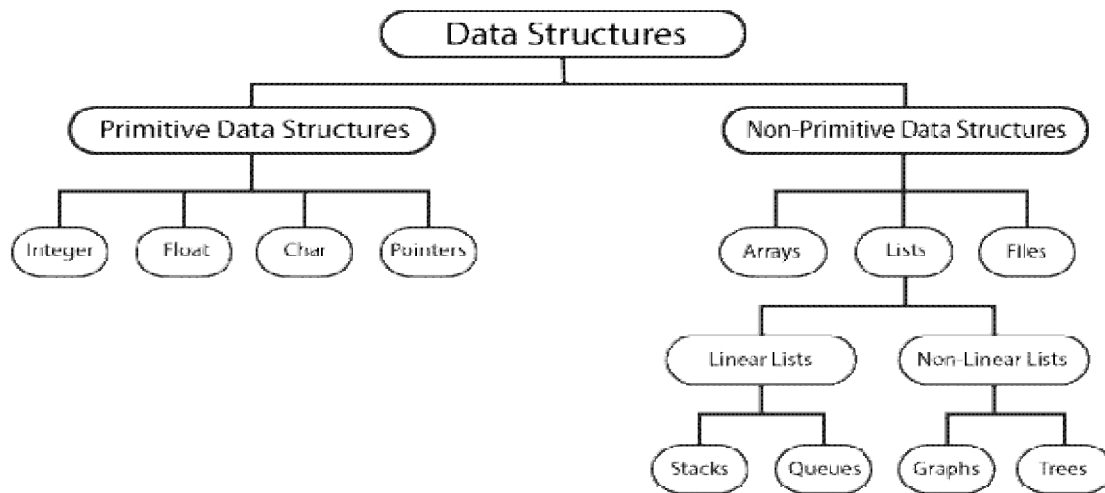 Data Structures
Primitive Data Structures
Non-Primitive Data Structures
Integer
Float
Char
Pointers
Arrays
Lists
Files
Linear Lists
Non-Linear Lists
Stacks
Queues
Graphs
Trees